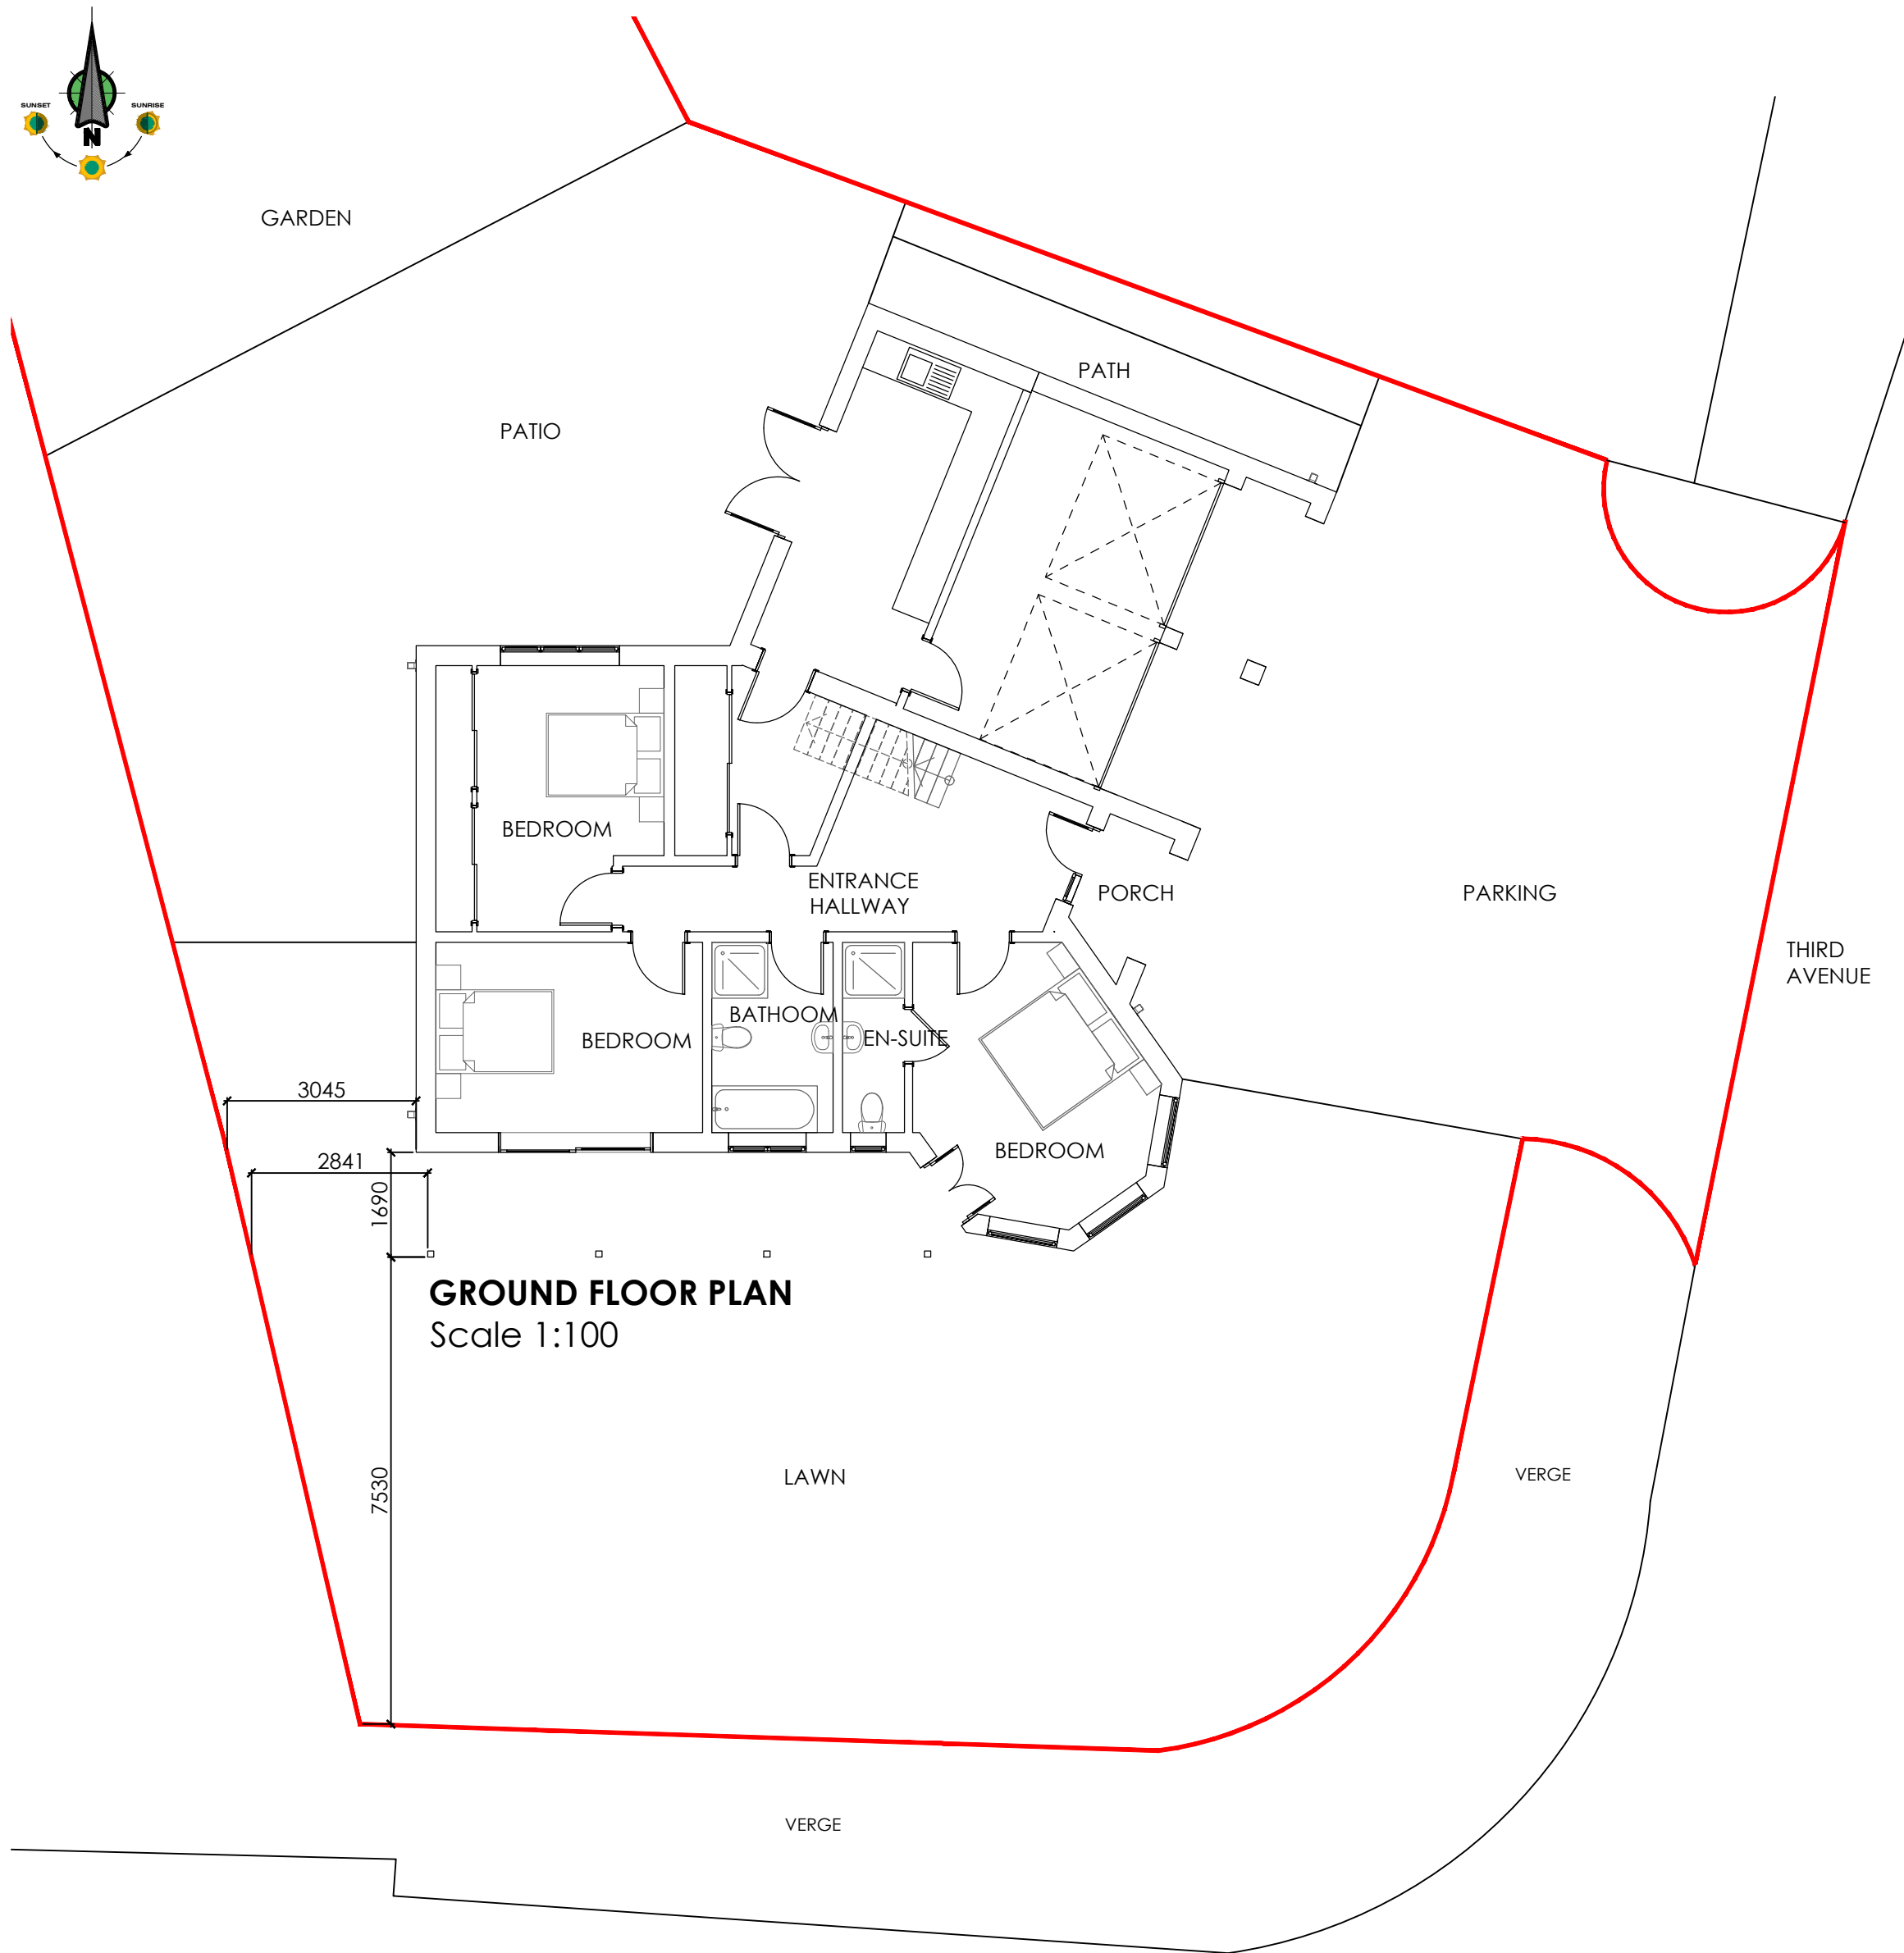 SUNSET
SUNRISE
N
GARDEN
PATIO
PATH
BEDROOM
ENTRANCE
HALLWAY
PORCH
PARKING
THIRD
AVENUE
BATHOOM
BEDROOM
EN-SUITE
3045
BEDROOM
2841
1690
GROUND FLOOR PLAN
Scale 1:100
7530
LAWN
VERGE
VERGE